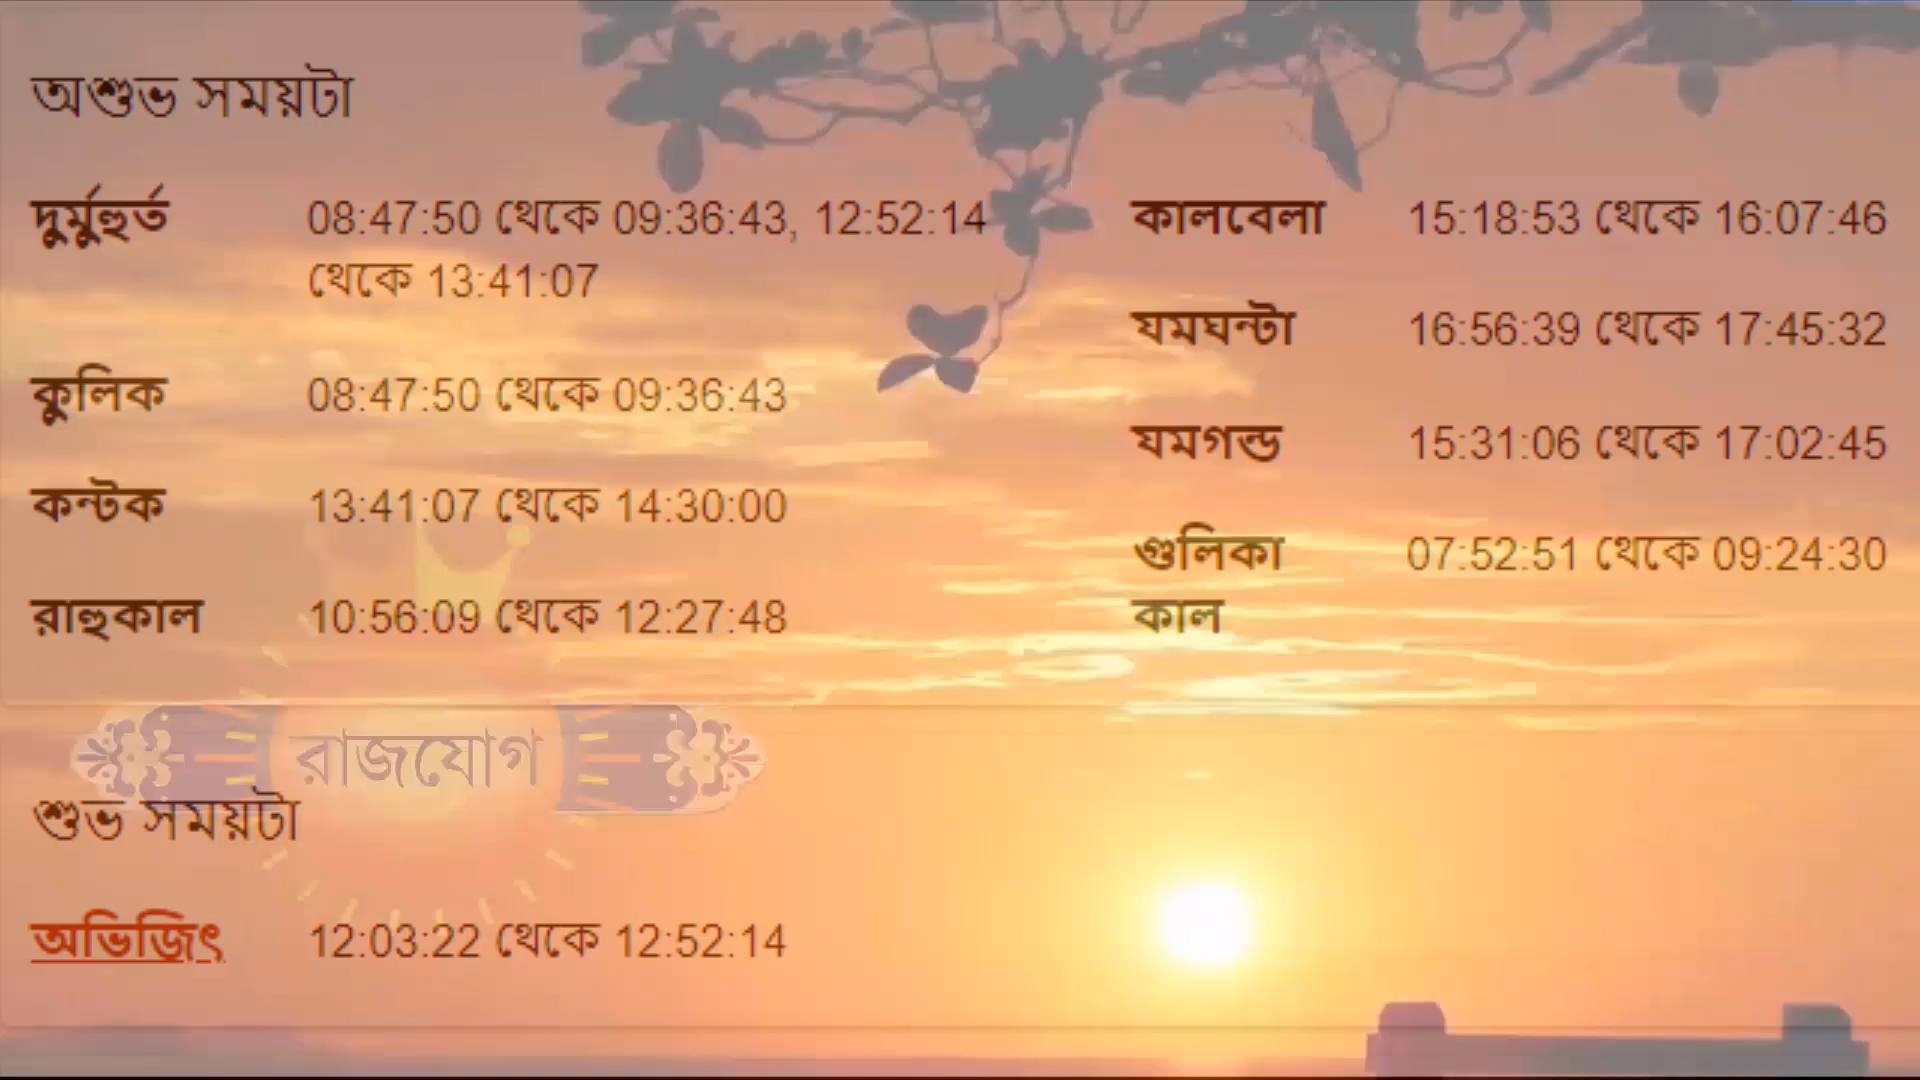 অশুভ সময়টা
দুর্মুহুর্ত 08:47:50 থেকে 09:36:43, 12:52:14
থেকে 13:41:07
কুলিক 08:47:50 থেকে 09:36:43
কন্টক 13:41:07 থেকে 14:30:00
রাহুকাল 10:56:09 থেকে 12:27:48
কালবেলা 15:18:53 থেকে 16:07:46
যমঘন্টা 16:56:39 থেকে 17:45:32
যমগন্ড 15:31:06 থেকে 17:02:45
গুলিকা 07:52:51 থেকে 09:24:30
কাল
রাজযোগ
শুভ সময়টা
অভিজিৎ 12:03:22 থেকে 12:52:14